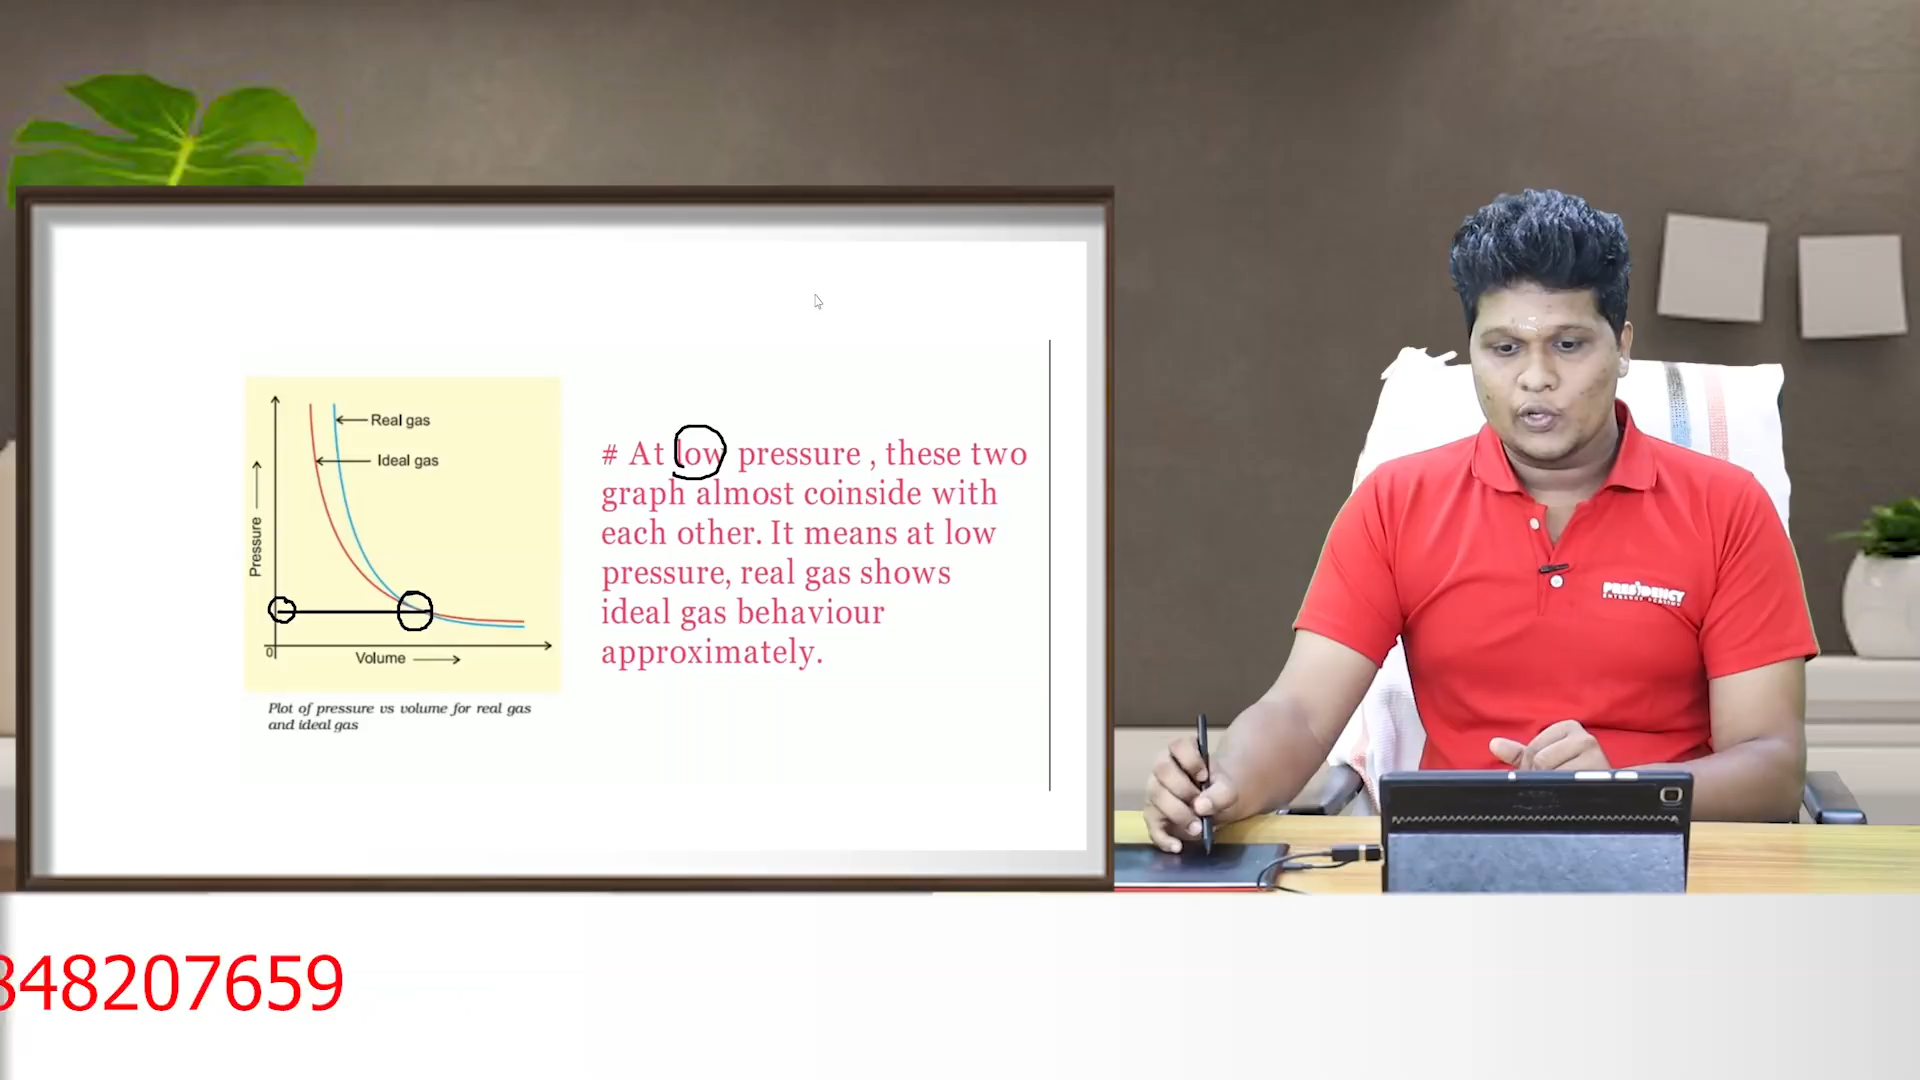 Real gas
Ideal gas
Pressure
0
Volume
Plot of pressure vs volume for real gas
and ideal gas
# At low pressure , these two
graph almost coinside with
each other. It means at low
pressure, real gas shows
ideal gas behaviour
approximately.
PRESIDENCY
848207659